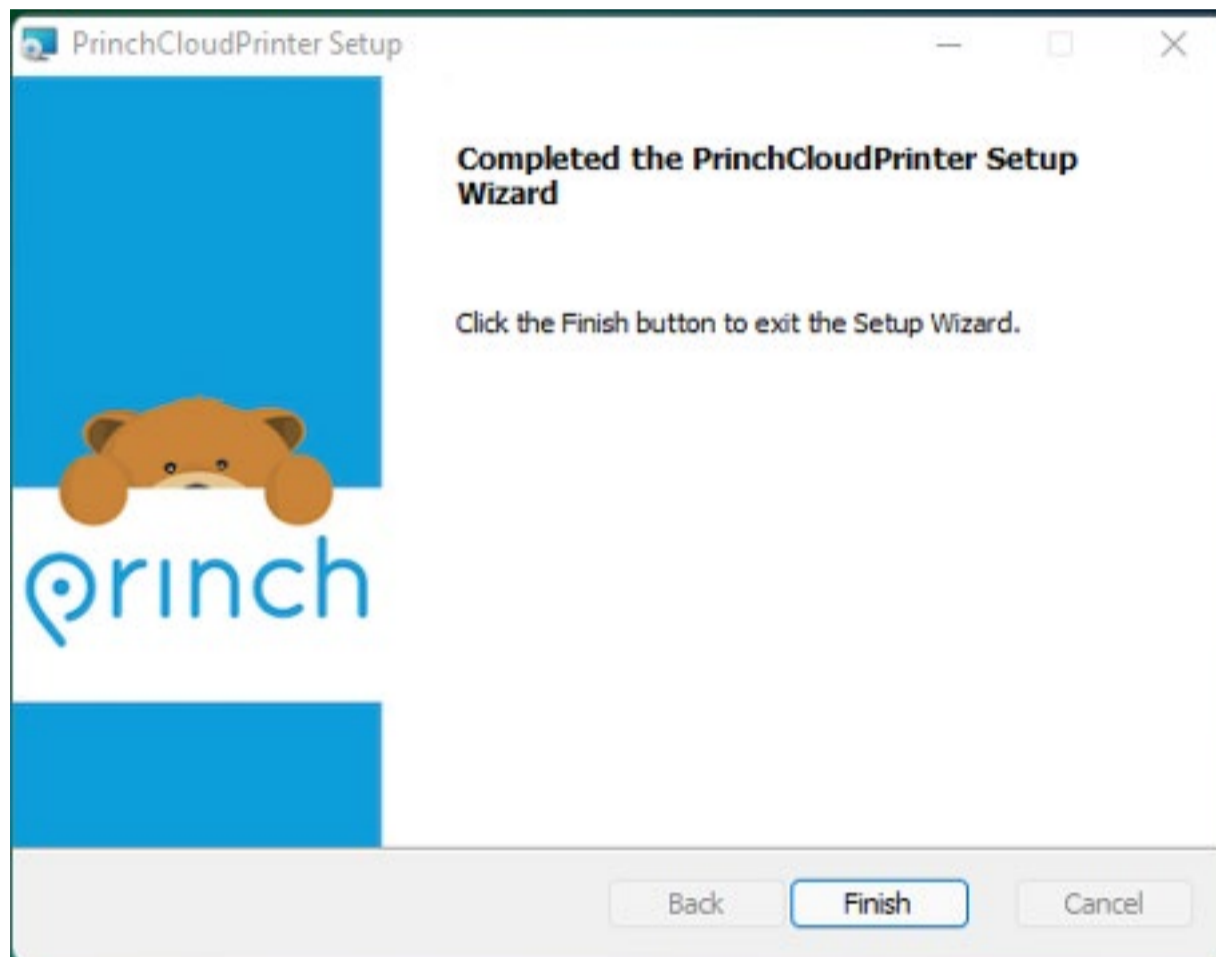 PrinchCloudPrinter Setup
Completed the PrinchCloudPrinter Setup
Wizard
Click the Finish button to exit the Setup Wizard.
princh
Back
Finish
Cancel